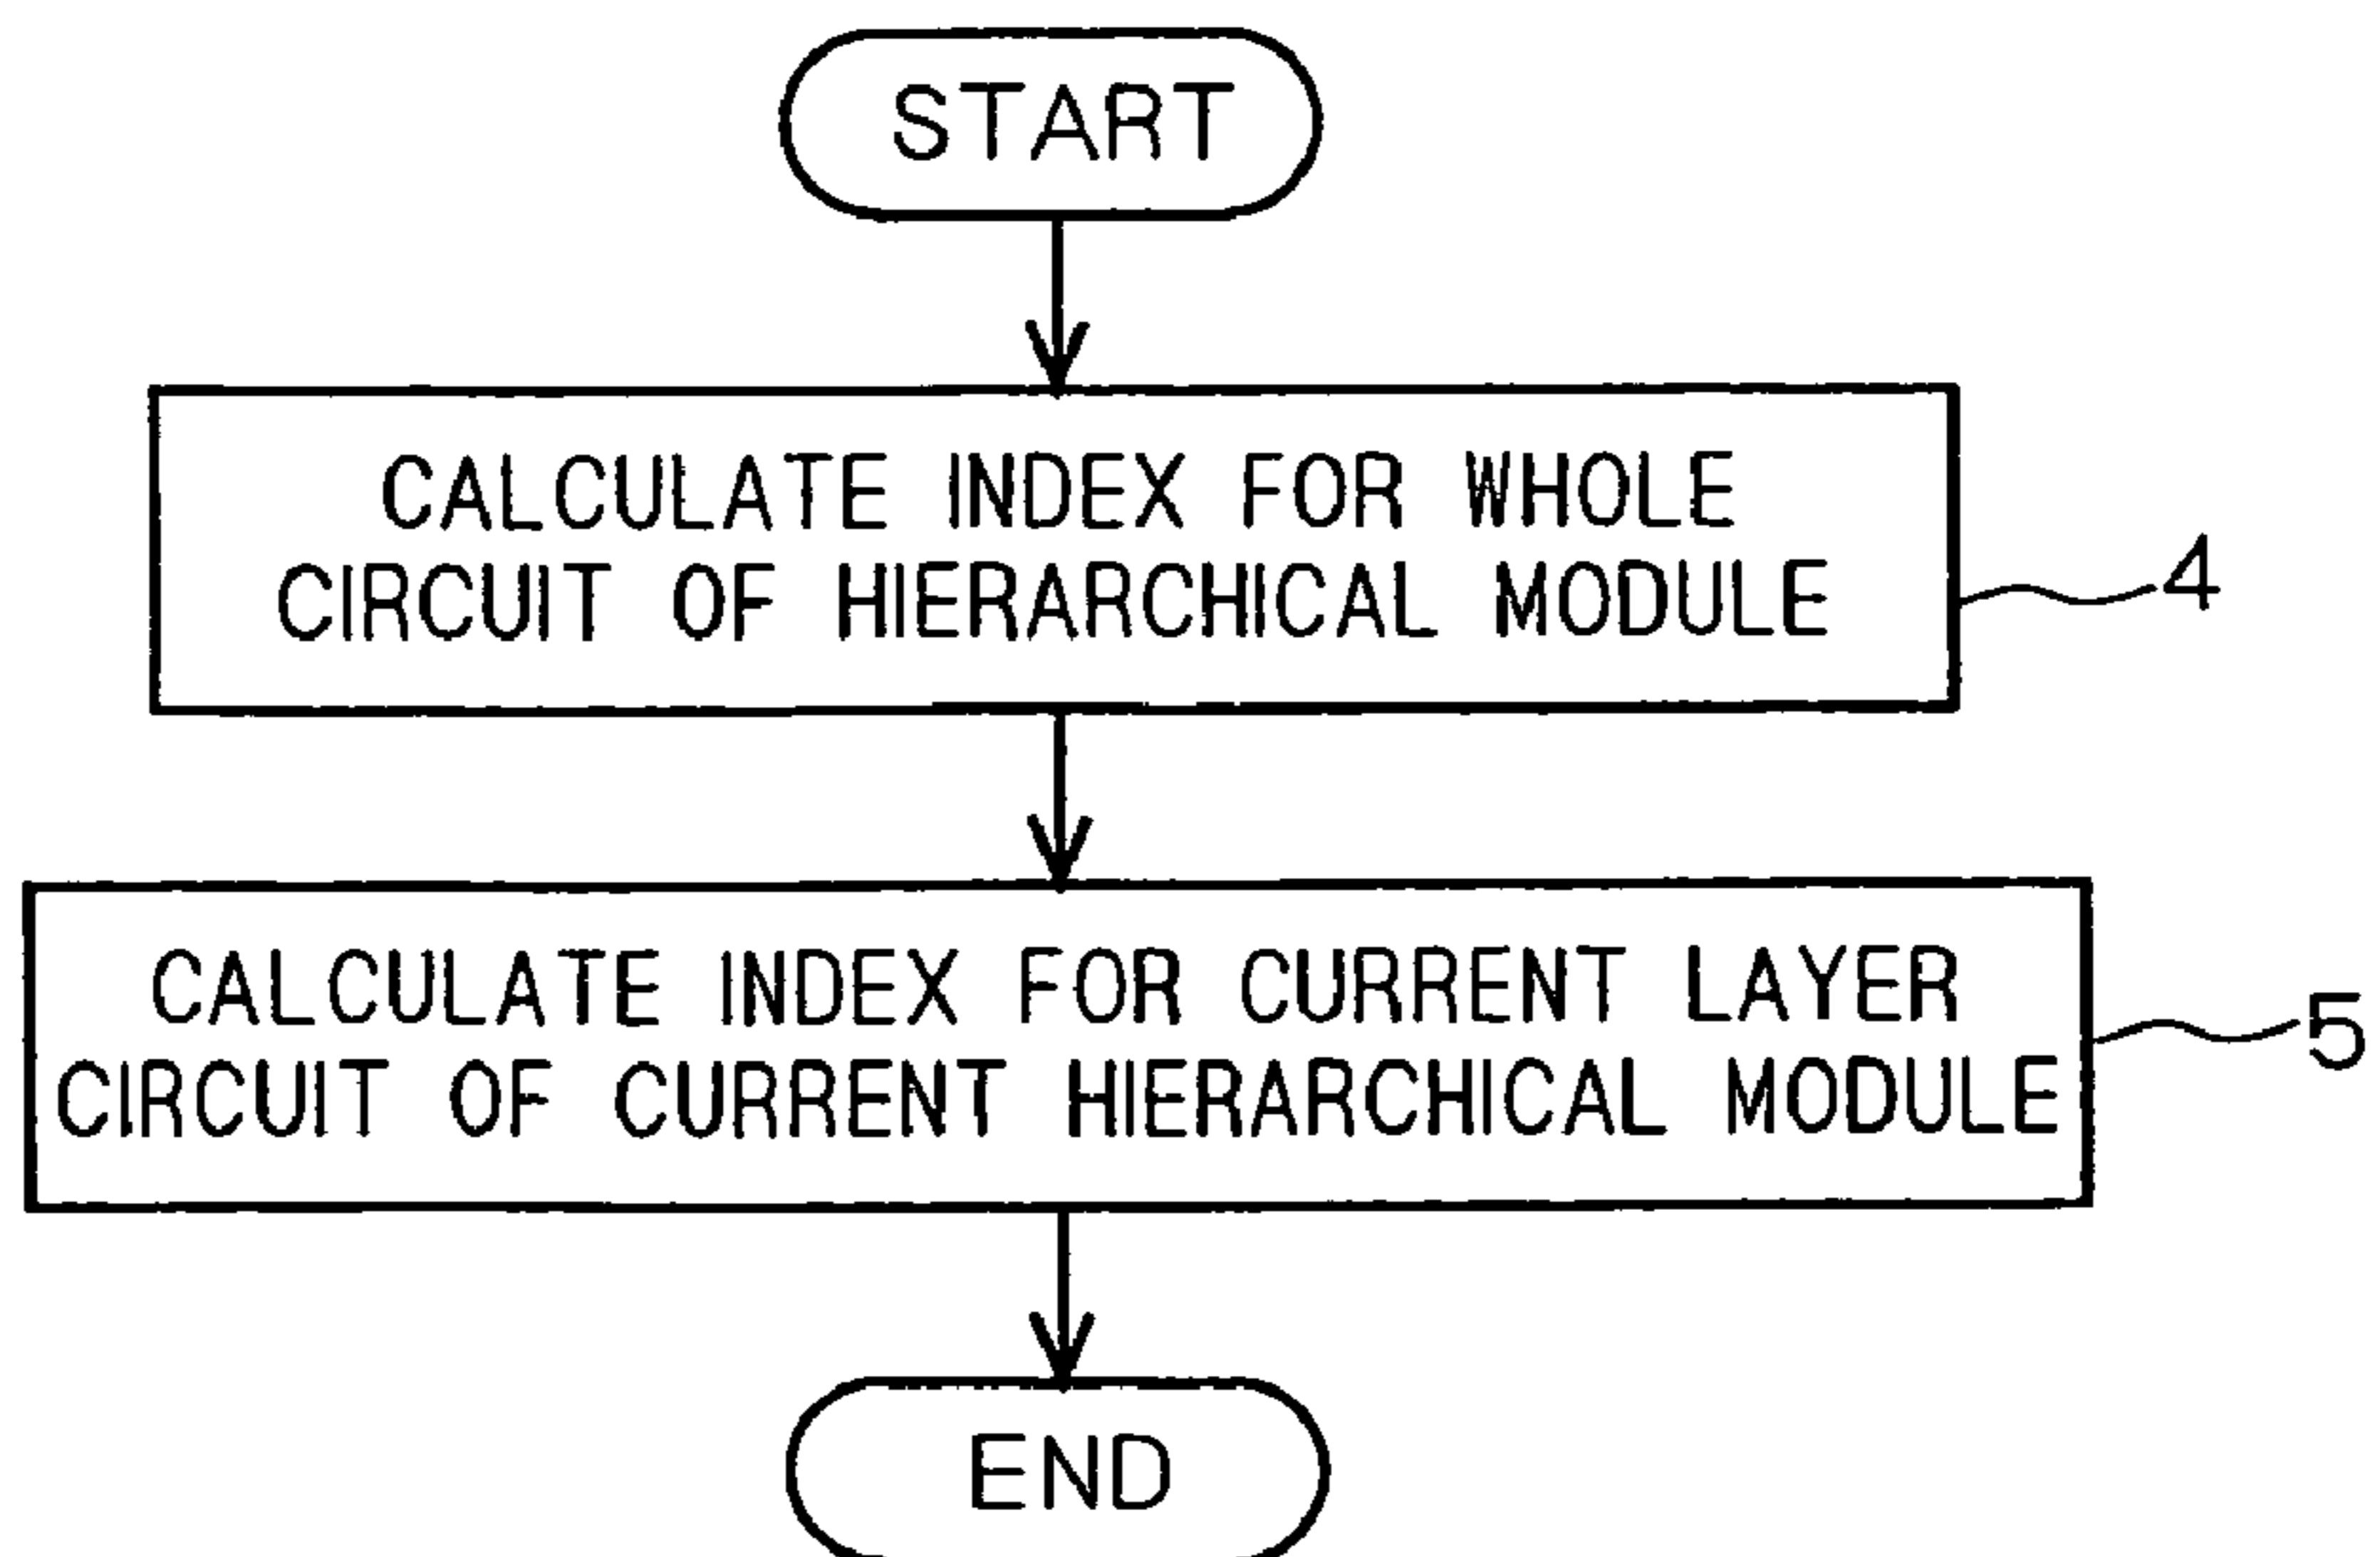 START
CALCULATE INDEX FOR WHOLE
CIRCUIT OF HIERARCHICAL MODULE
4
CALCULATE INDEX FOR CURRENT LAYER
CIRCUIT OF CURRENT HIERARCHICAL MODULE
5
END